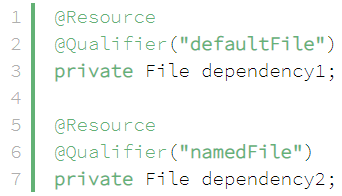 1 @Resource
2 @Qualifier("defaultFile")
3 private File dependency1;
4
5 @Resource
6 @Qualifier("namedFile")
7 private File dependency2;